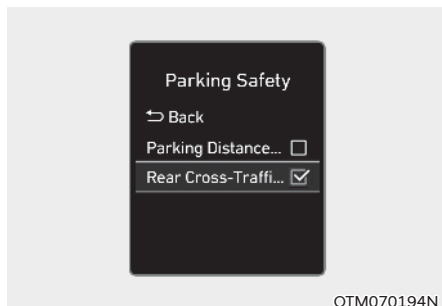 Parking Safety
Back
Parking Distance...
Rear Cross-Traffi...
OTM070194N